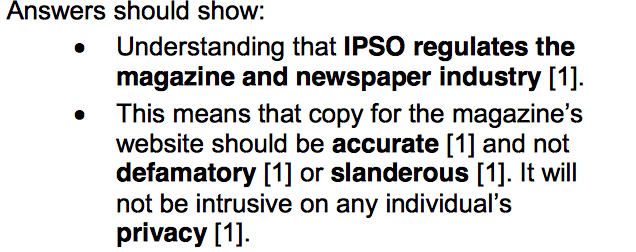 Answers should show:
• Understanding that IPSO regulates the
magazine and newspaper industry [1].
• This means that copy for the magazine's
website should be accurate [1] and not
defamatory [1] or slanderous [1]. It will
not be intrusive on any individual's
privacy [1].